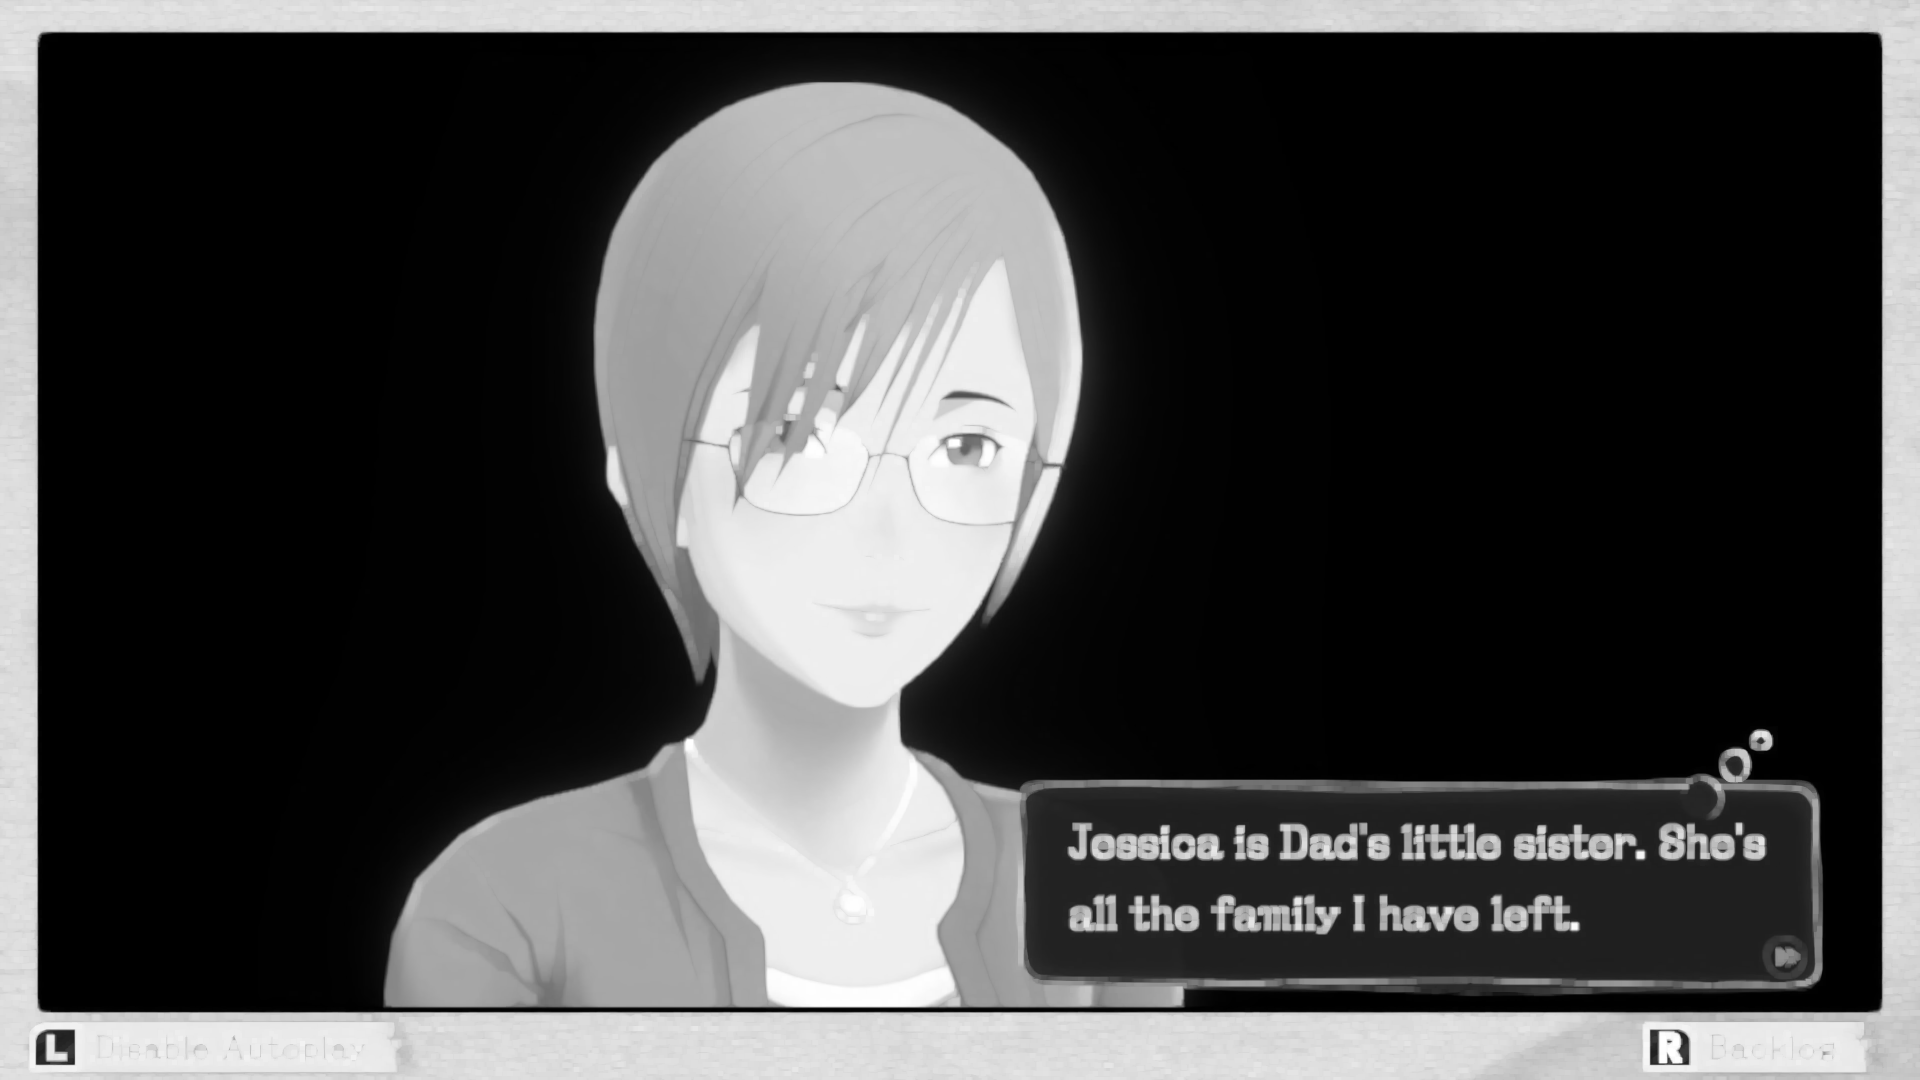 Jessica is Dad's little sister. She's
all the family I have left.
L Disable Autoplay
R Backlog